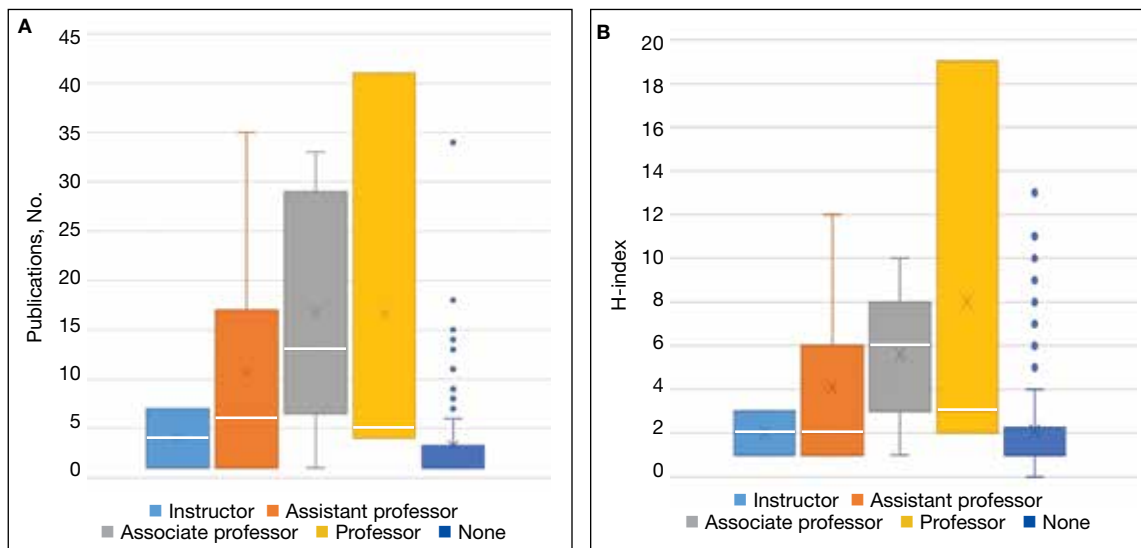 A
45
40
35
30
25
20
15
10
5
0
Publications, No.
Instructor Assistant professor
Associate professor Professor None
B
20
18
16
14
12
10
8
6
4
2
0
H-index
Instructor Assistant professor
Associate professor Professor None